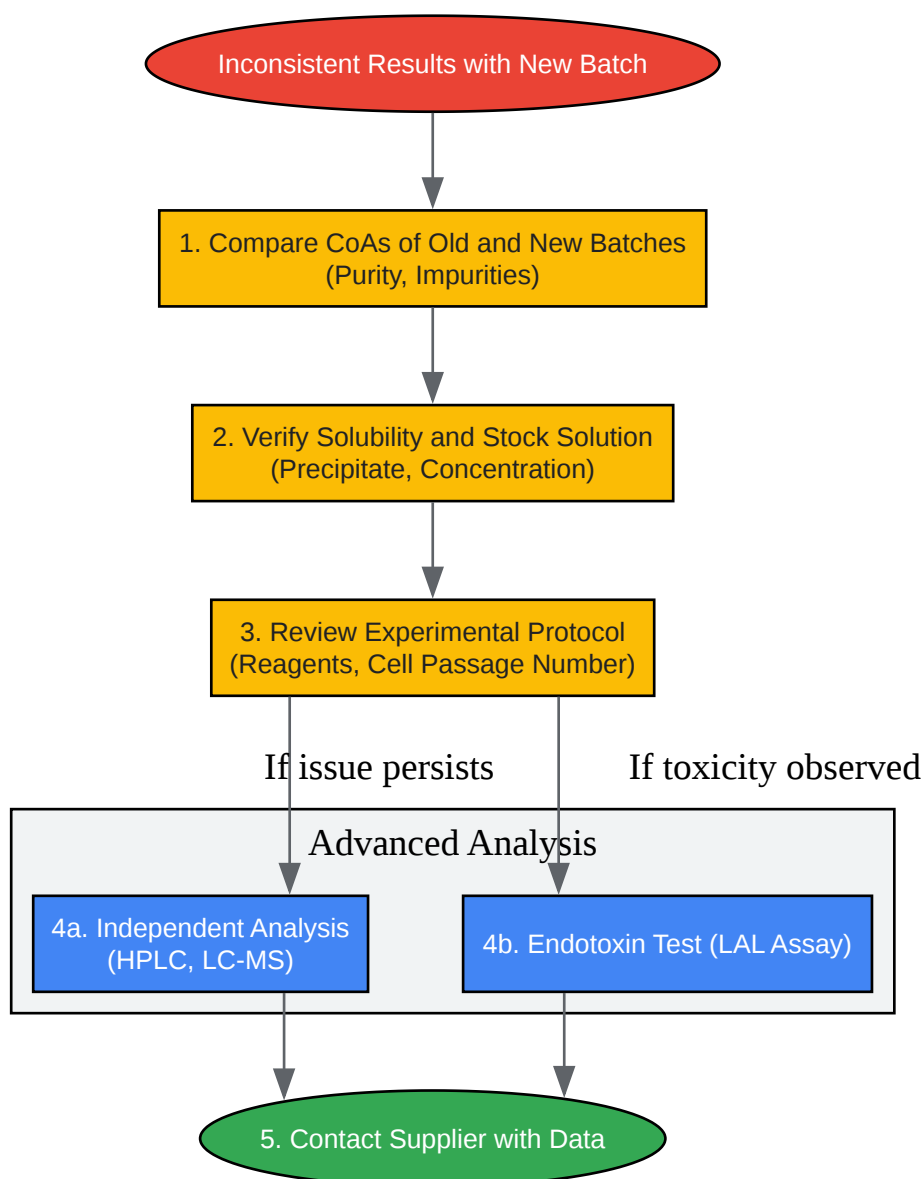 Inconsistent Results with New Batch
1. Compare CoAs of Old and New Batches
(Purity, Impurities)
2. Verify Solubility and Stock Solution
(Precipitate, Concentration)
3. Review Experimental Protocol
(Reagents, Cell Passage Number)
If issue persists
If toxicity observed
Advanced Analysis
4a. Independent Analysis
(HPLC, LC-MS)
4b. Endotoxin Test (LAL Assay)
5. Contact Supplier with Data